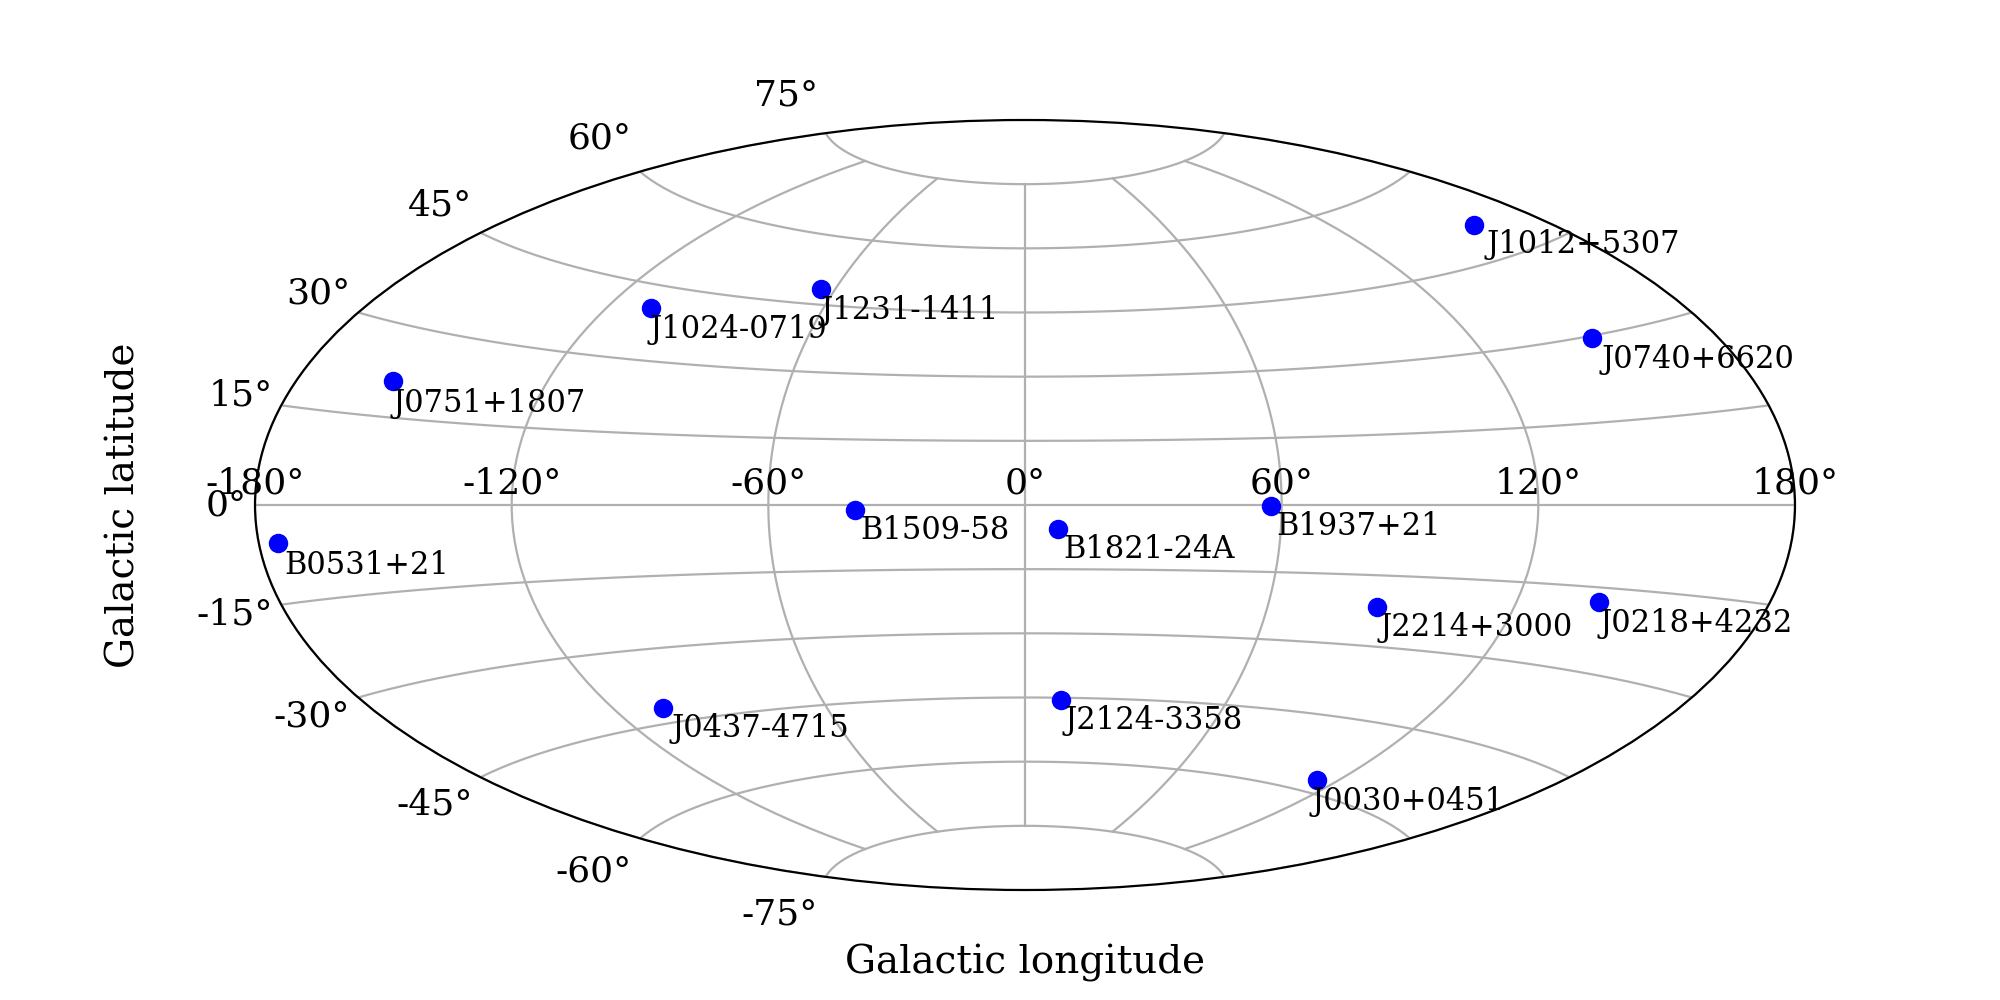 75°
60°
45°
J1012+5307
30°
J1231-1411
J1024-0719
J0740+6620
15°
J0751+1807
-180° -120° -60° 0° 60° 120° 180°
0°
B1509-58
B1937+21
B1821-24A
B0531+21
-15°
J2214+3000
J0218+4232
-30°
J0437-4715
J2124-3358
-45°
J0030+0451
-60°
-75°
Galactic latitude
Galactic longitude